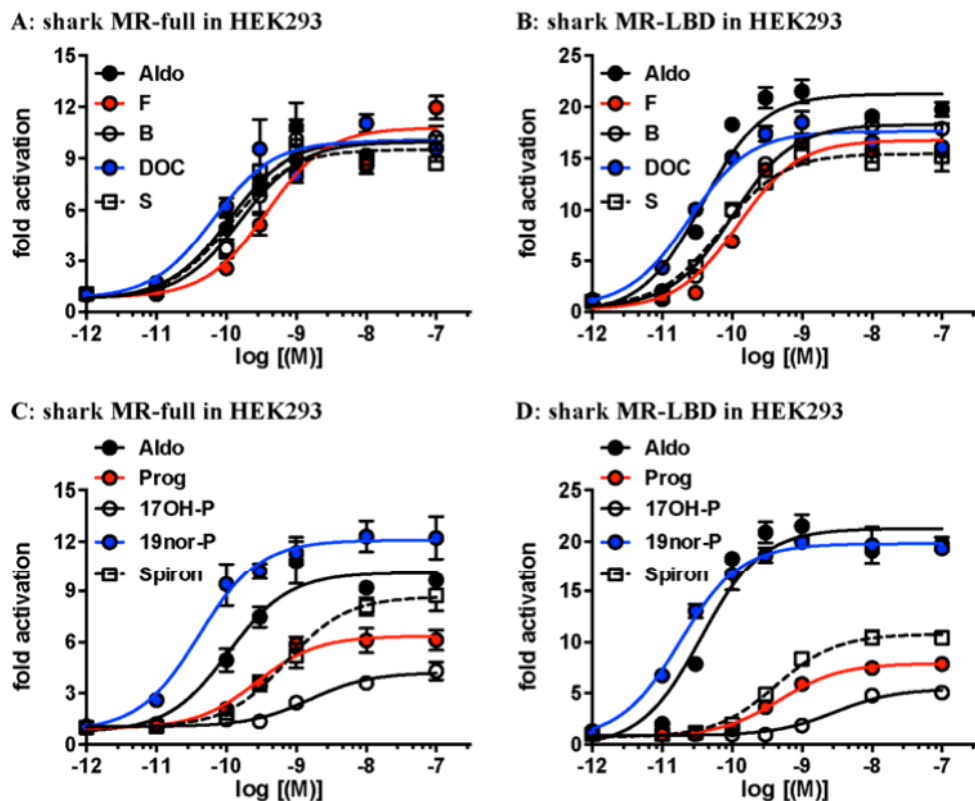 A: shark MR-full in HEK293
fold activation
15
12
9
6
3
0
Aldo
F
B
DOC
S
-12 -11 -10 -9 -8 -7
log [(M)]
B: shark MR-LBD in HEK293
fold activation
25
20
15
10
5
0
Aldo
F
B
DOC
S
-12 -11 -10 -9 -8 -7
log [(M)]
C: shark MR-full in HEK293
Aldo
Prog
17OH-P
19nor-P
Spiron
fold activation
15
12
9
6
3
0
-12 -11 -10 -9 -8 -7
log [(M)]
D: shark MR-LBD in HEK293
Aldo
Prog
17OH-P
19nor-P
Spiron
fold activation
25
20
15
10
5
0
-12 -11 -10 -9 -8 -7
log [(M)]